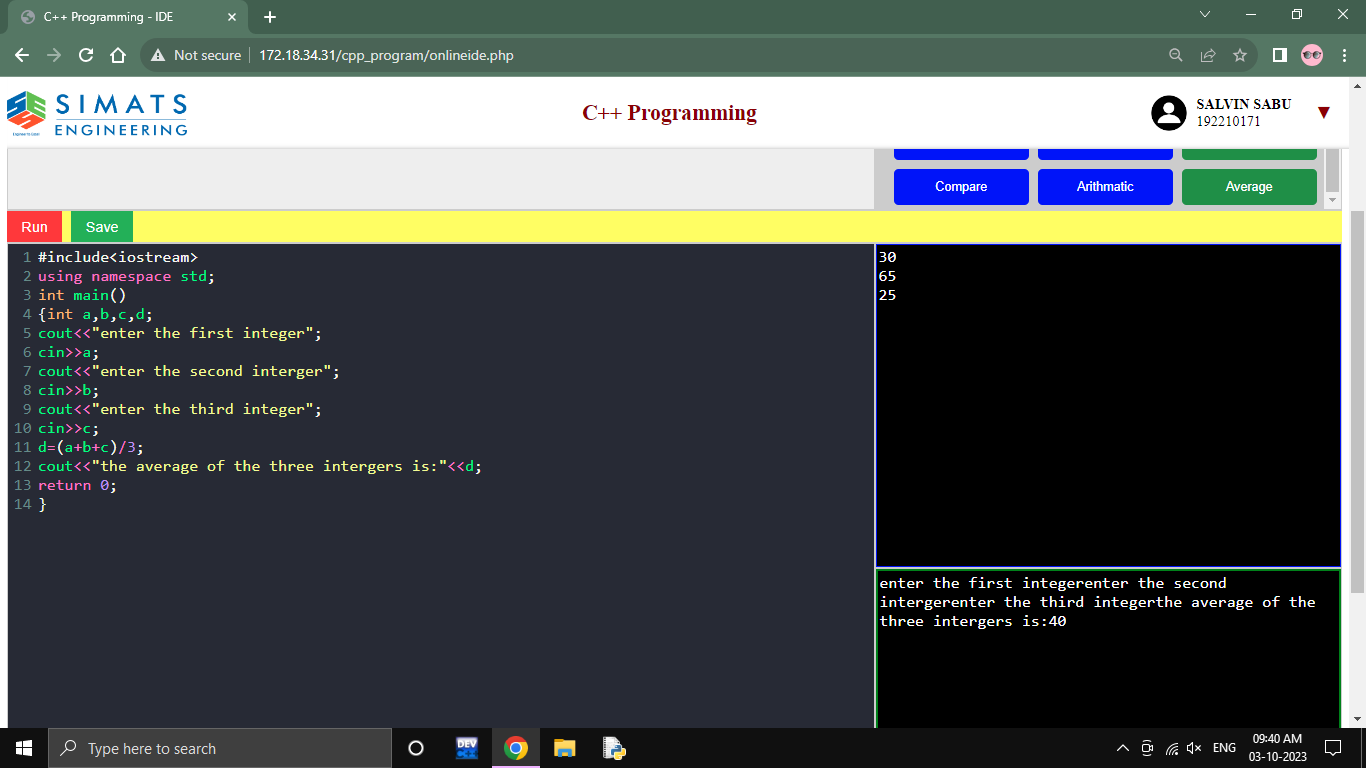 C++ Programming - IDE
Not secure
172.18.34.31/cpp_program/onlineide.php
SIMATS
ENGINEERING
C++ Programming
SALVIN SABU
192210171
Compare
Arithmatic
Average
Run
Save
1 #include<iostream>
2 using namespace std;
3 int main()
4 {int a,b,c,d;
5 cout<<"enter the first integer";
6 cin>>a;
7 cout<<"enter the second interger";
8 cin>>b;
9 cout<<"enter the third integer";
10 cin>>c;
11 d=(a+b+c)/3;
12 cout<<"the average of the three intergers is:"<<d;
13 return 0;
14 }
30
65
25
enter the first integerenter the second
intergerenter the third integerthe average of the
three intergers is:40
Type here to search
DEV
ENG
09:40 AM
03-10-2023